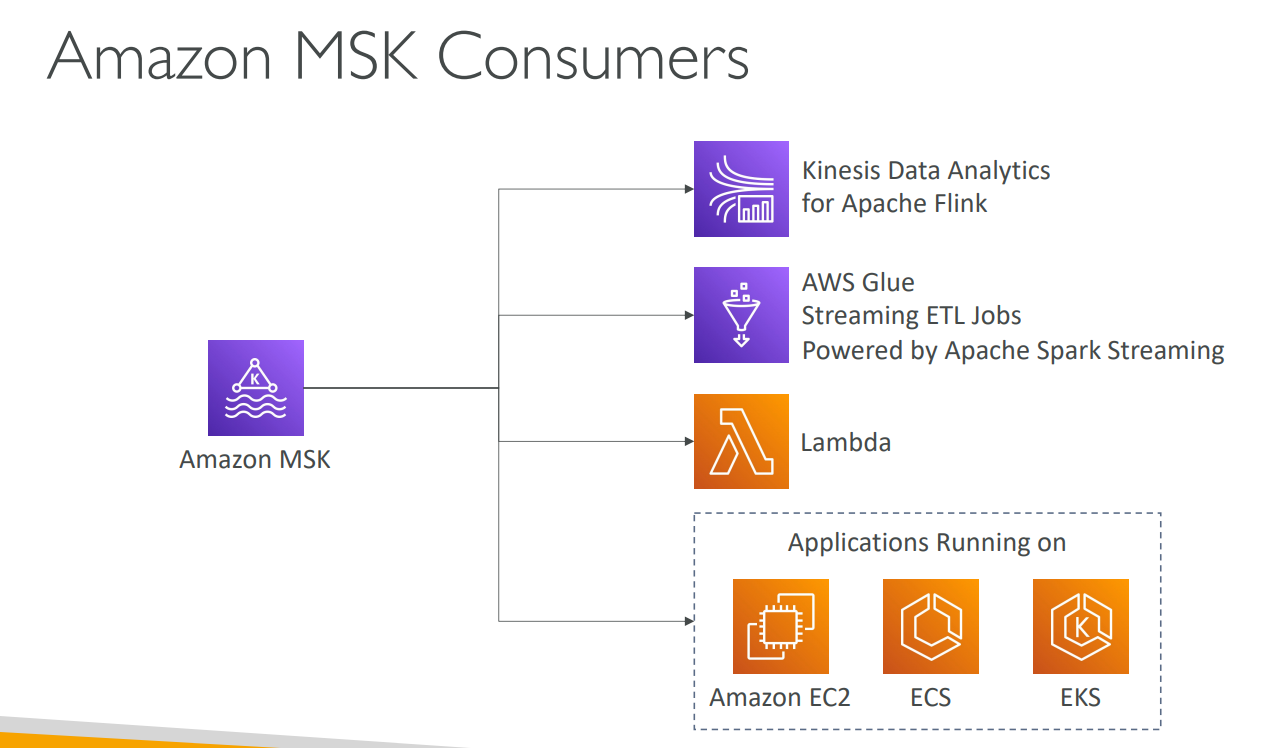 Amazon MSK Consumers
Kinesis Data Analytics
for Apache Flink
AWS Glue
Streaming ETL Jobs
Powered by Apache Spark Streaming
K
Amazon MSK
Lambda
Applications Running on
K
Amazon EC2
ECS
EKS